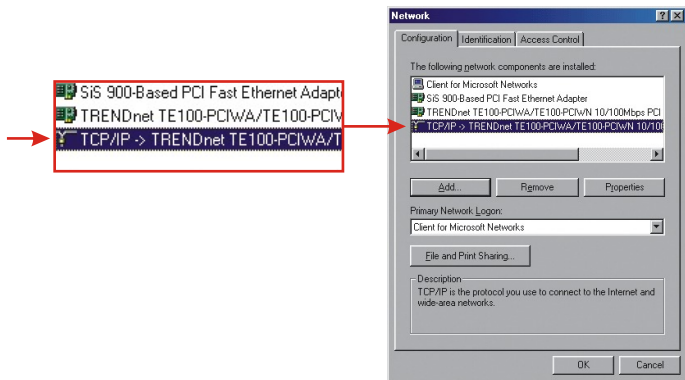 SiS 900-Based PCI Fast Ethernet Adapt
TRENDnet TE100-PCIWA/TE100-PCIW
TCP/IP -> TRENDnet TE100-PCIWA/T
Network
Configuration Identification Access Control
The following network components are installed:
Client for Microsoft Networks
SiS 900-Based PCI Fast Ethernet Adapter
TRENDnet TE100-PCIWA/TE100-PCIWN 10/100Mbps PCI
TCP/IP -> TRENDnet TE100-PCIWA/TE100-PCIWN 10/100
Add... Remove Properties
Primary Network Logon:
Client for Microsoft Networks
File and Print Sharing...
Description
TCP/IP is the protocol you use to connect to the Internet and
wide-area networks.
OK Cancel